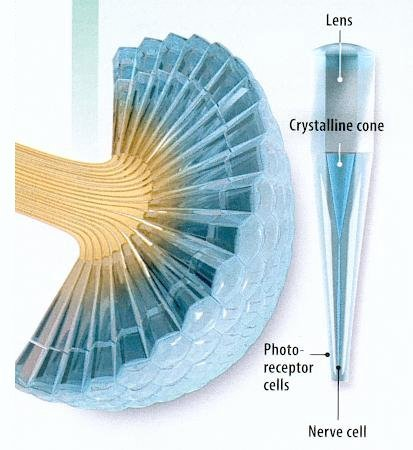 Lens
Crystalline cone
Photo-
receptor
cells
Nerve cell